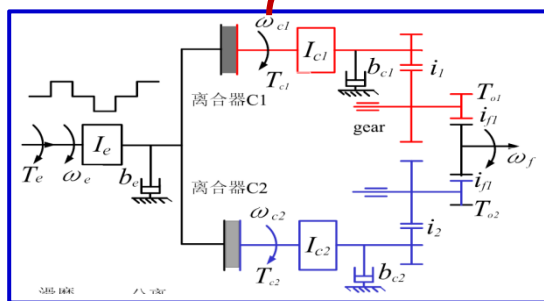 ω_c1
I_c1
T_c1
b_c1
i_1
离合器C1
T_o1
i_f1
gear
I_e
T_e
ω_e
b_e
ω_f
离合器C2
i_f1
ω_c2
T_o2
i_2
I_c2
T_c2
b_c2